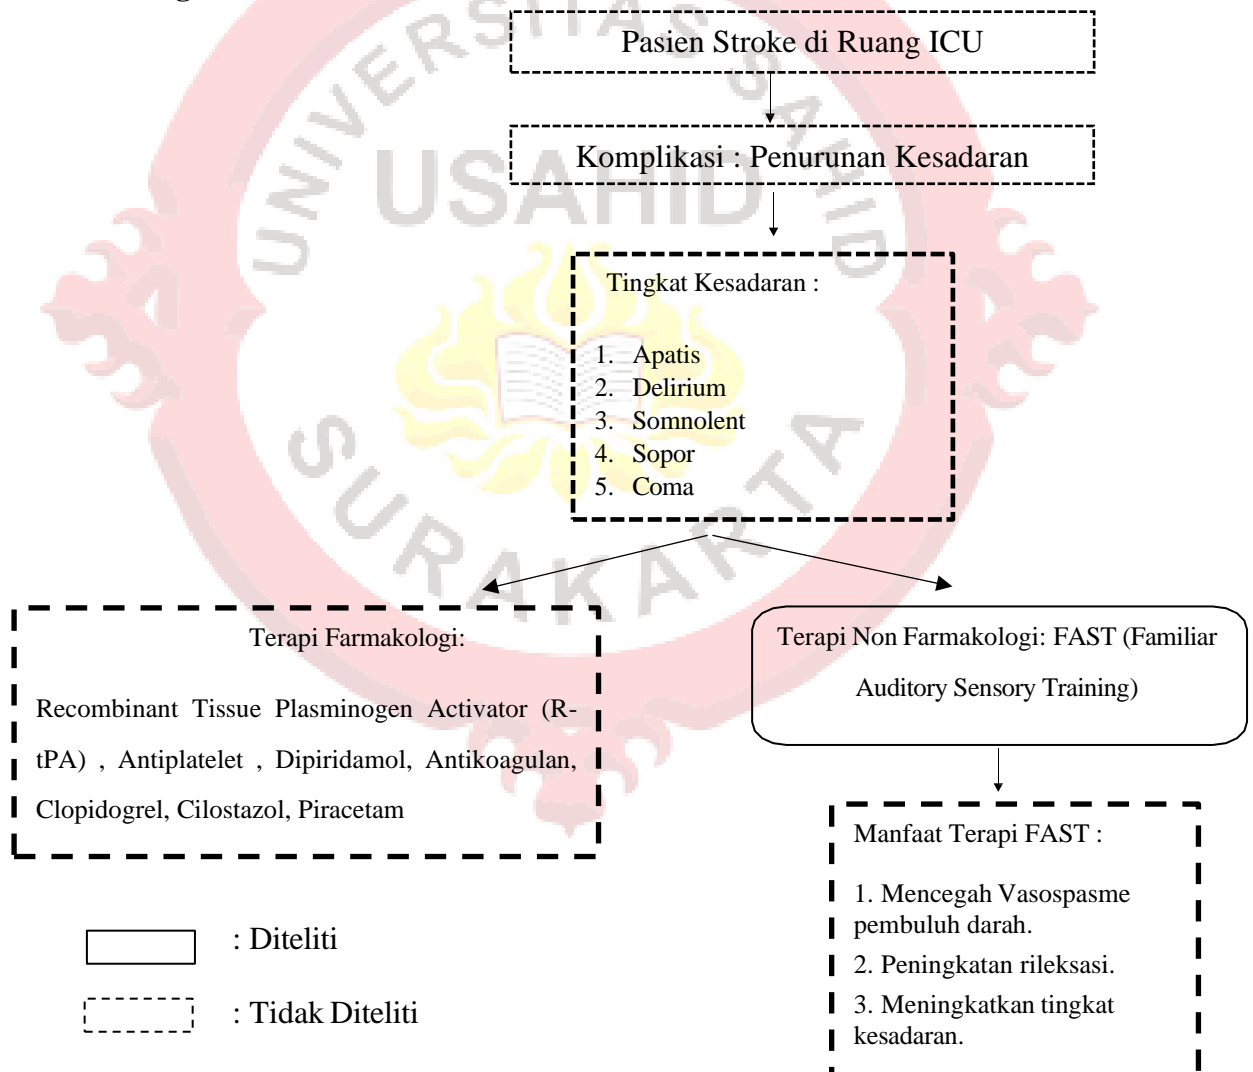 UNIVERSITAS SAHID
USAHID
SURAKARTA
Pasien Stroke di Ruang ICU
Komplikasi : Penurunan Kesadaran
Tingkat Kesadaran :
1. Apatis
2. Delirium
3. Somnolent
4. Sopor
5. Coma
Terapi Farmakologi:
Recombinant Tissue Plasminogen Activator (R-
tPA) , Antiplatelet , Dipiridamol, Antikoagulan,
Clopidogrel, Cilostazol, Piracetam
Terapi Non Farmakologi: FAST (Familiar
Auditory Sensory Training)
Manfaat Terapi FAST :
1. Mencegah Vasospasme
pembuluh darah.
2. Peningkatan rileksasi.
3. Meningkatkan tingkat
kesadaran.
: Diteliti
: Tidak Diteliti